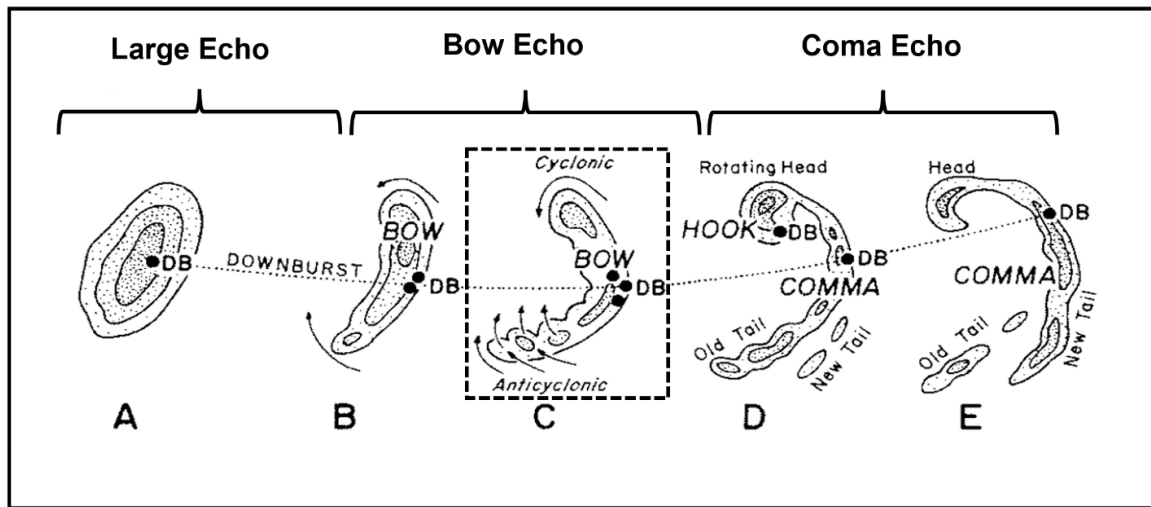 Large Echo
Bow Echo
Coma Echo
Cyclonic
Rotating Head
Head
BOW
HOOK
DB
DB
DOWNBURST
DB
BOW
DB
DB
COMMA
COMMA
Old Tail
New Tail
Old Tail
New Tail
Anticyclonic
A
B
C
D
E